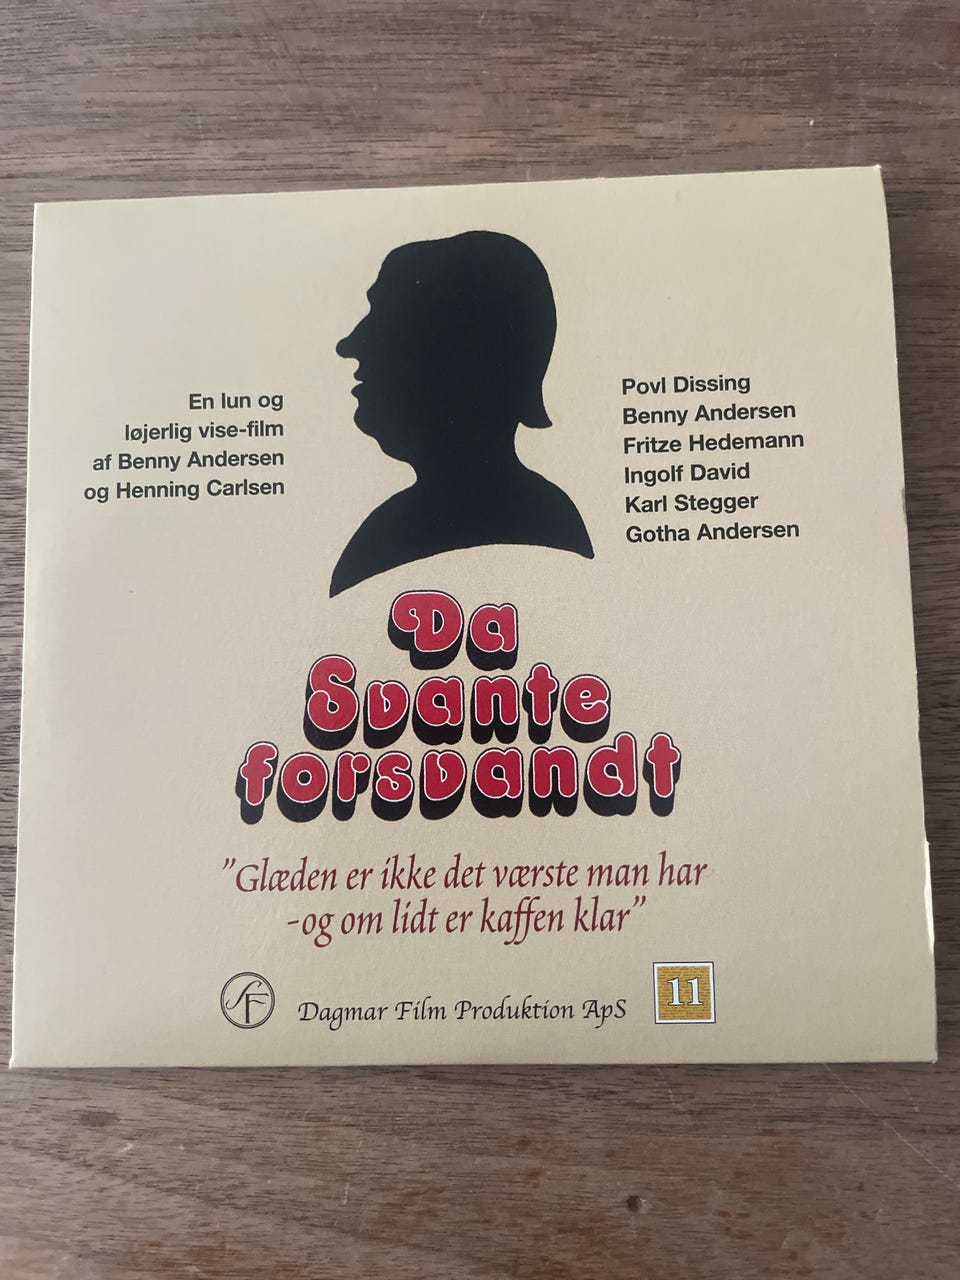 En lun og
løjerlig vise-film
af Benny Andersen
og Henning Carlsen
Povl Dissing
Benny Andersen
Fritze Hedemann
Ingolf David
Karl Stegger
Gotha Andersen
Da
Svante
forsvandt
”Glæden er ikke det værste man har
-og om lidt er kaffen klar”
SF
Dagmar Film Produktion ApS
11